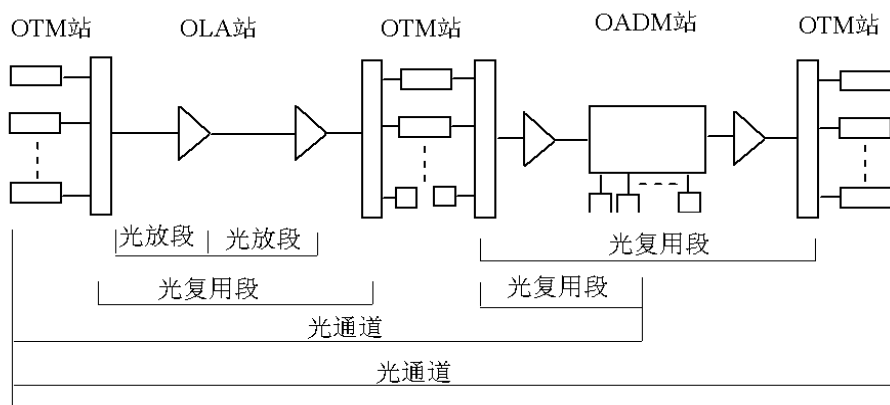 OTM站 OLA站 OTM站 OADM站 OTM站
光放段 光放段 光复用段
光复用段 光复用段
光通道
光通道